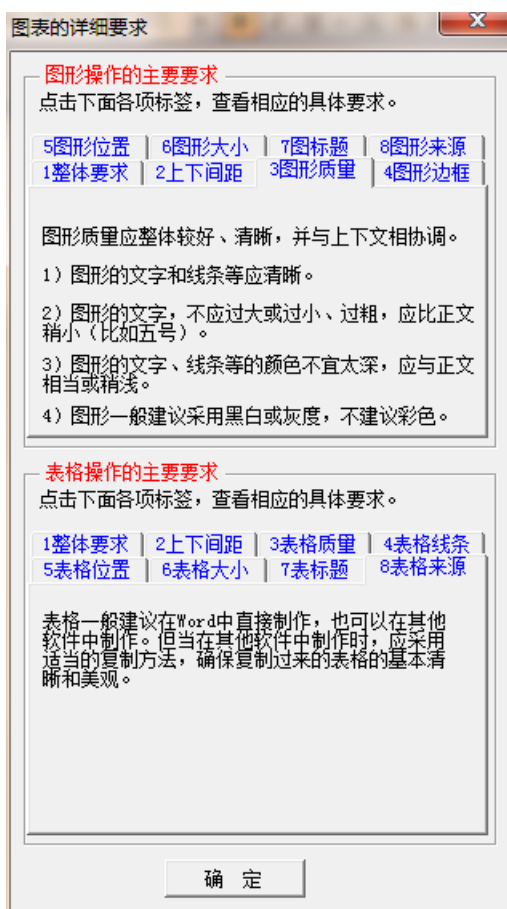 图表的详细要求
图形操作的主要要求
点击下面各项标签，查看相应的具体要求。
5图形位置 6图形大小 7图标题 8图形来源
1整体要求 2上下间距 3图形质量 4图形边框
图形质量应整体较好、清晰，并与上下文相协调。
1）图形的文字和线条等应清晰。
2）图形的文字，不应过大或过小、过粗，应比正文
稍小（比如五号）。
3）图形的文字、线条等的颜色不宜太深，应与正文
相当或稍浅。
4）图形一般建议采用黑白或灰度，不建议彩色。
表格操作的主要要求
点击下面各项标签，查看相应的具体要求。
1整体要求 2上下间距 3表格质量 4表格线条
5表格位置 6表格大小 7表标题 8表格来源
表格一般建议在Word中直接制作，也可以在其他
软件中制作。但当在其他软件中制作时，应采用
适当的复制方法，确保复制过来的表格的基本清
晰和美观。
确 定